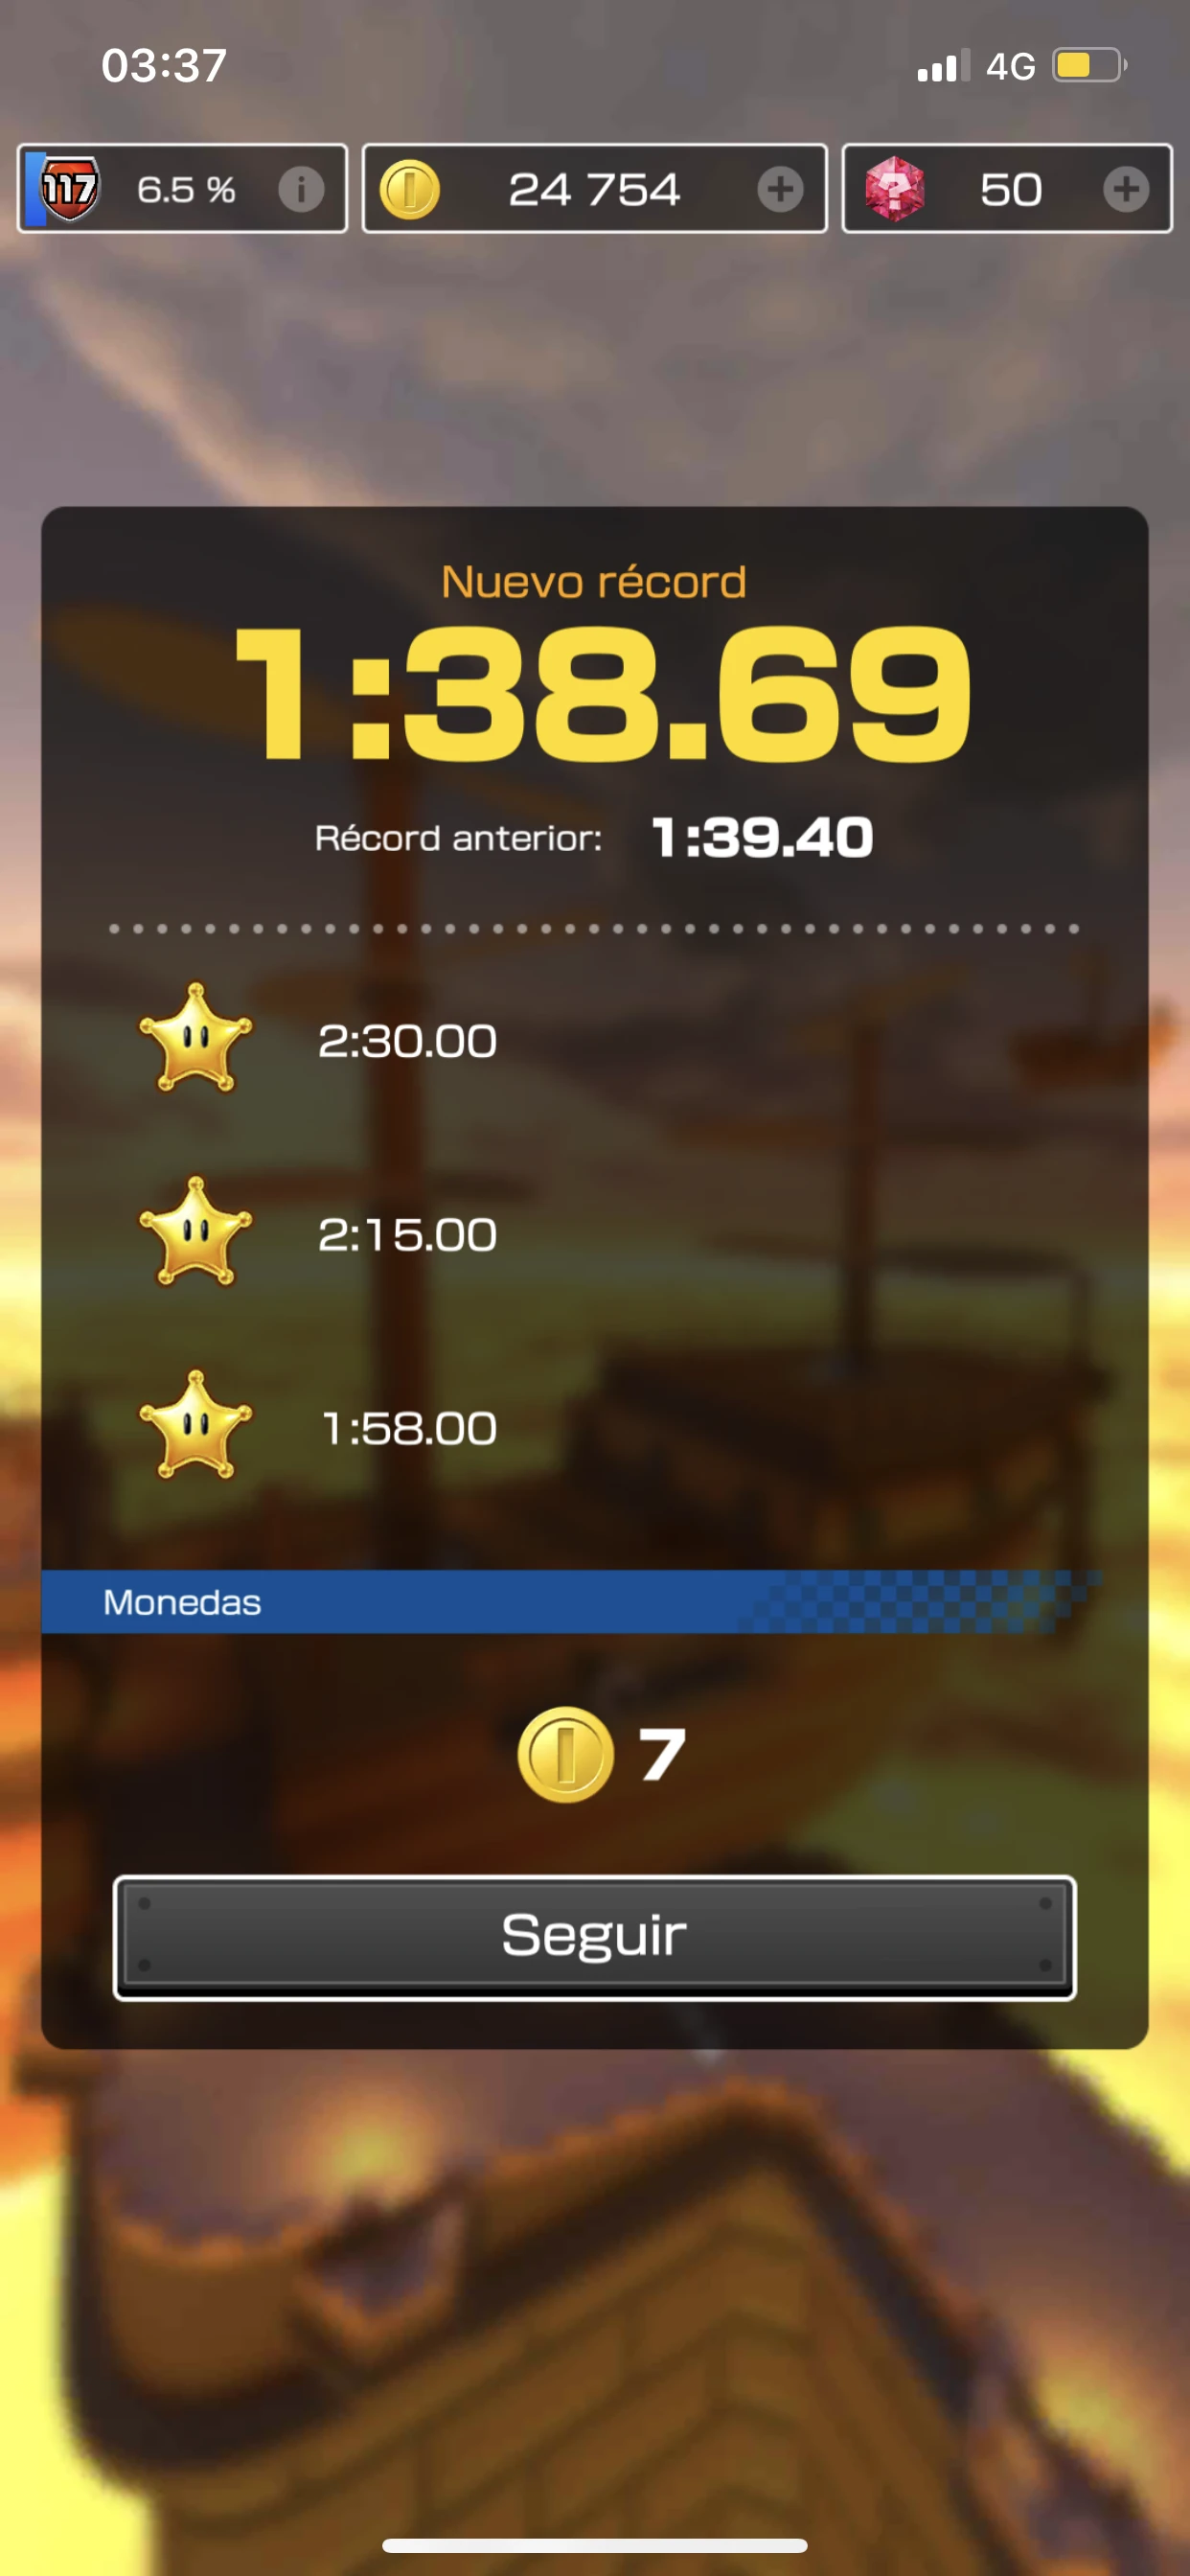 03:37 4G
117 6.5 % i 24 754 + ? 50 +
Nuevo récord
1:38.69
Récord anterior: 1:39.40
2:30.00
2:15.00
1:58.00
Monedas
7
Seguir